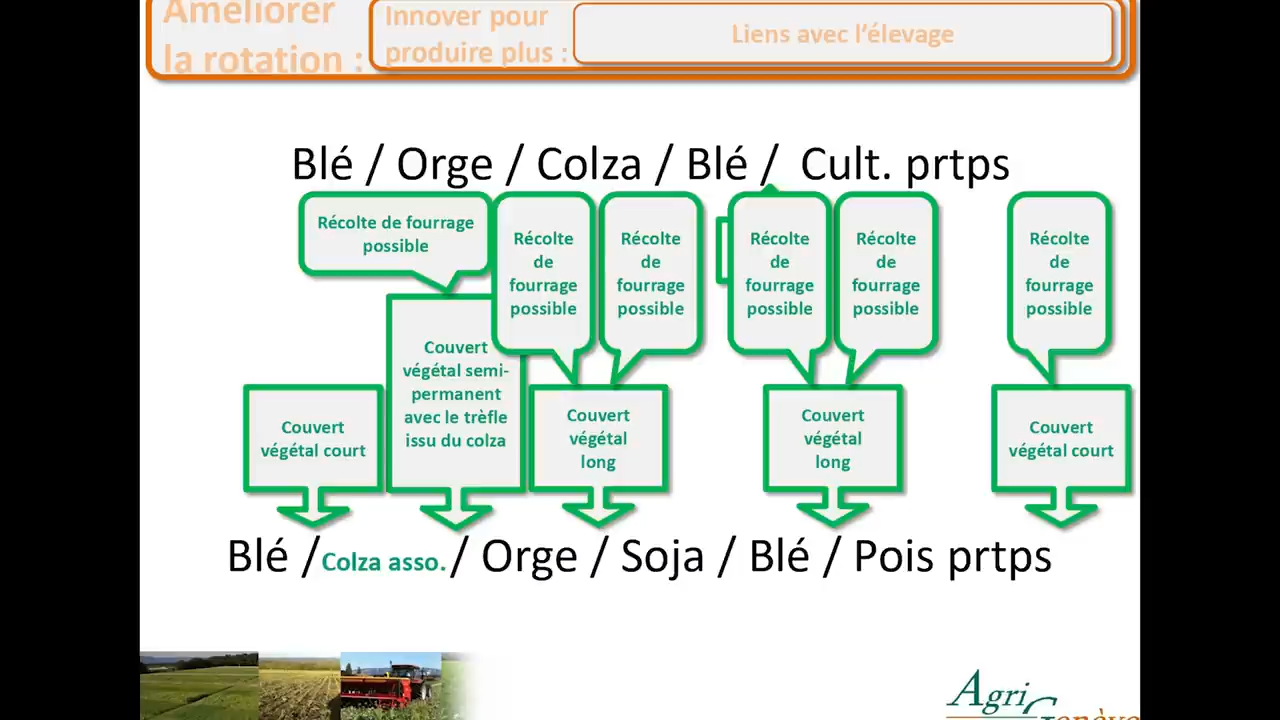 Améliorer
la rotation :
Innover pour
produire plus :
Liens avec l’élevage
Blé / Orge / Colza / Blé / Cult. prtps
Récolte de fourrage
possible
Récolte
de
fourrage
possible
Récolte
de
fourrage
possible
Récolte
de
fourrage
possible
Récolte
de
fourrage
possible
Récolte
de
fourrage
possible
Couvert
végétal court
Couvert
végétal semi-
permanent
avec le trèfle
issu du colza
Couvert
végétal
long
Couvert
végétal
long
Couvert
végétal court
Blé / Colza asso. / Orge / Soja / Blé / Pois prtps
Agri
Genève